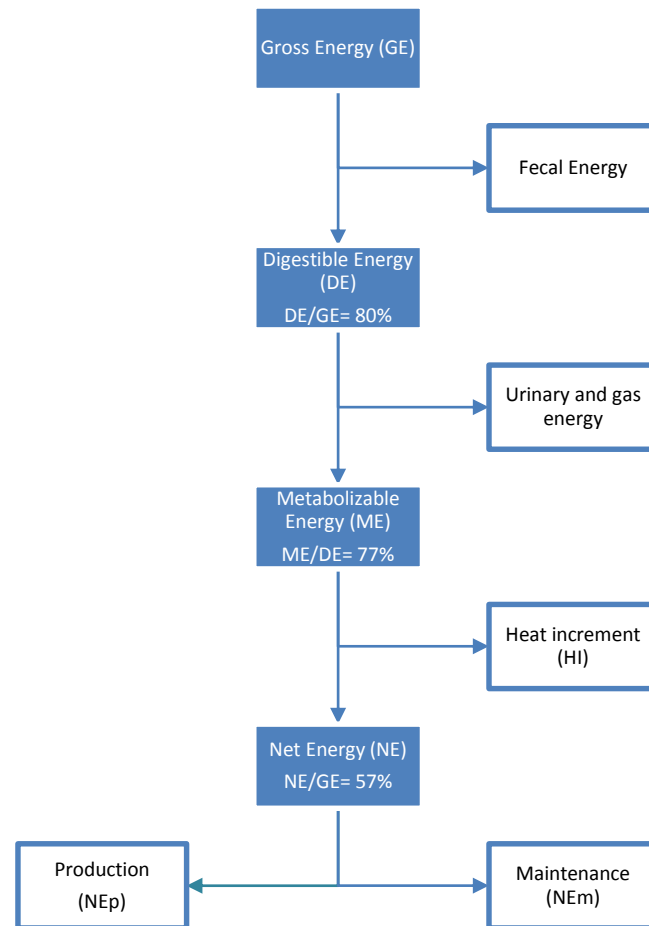 Gross Energy (GE)
Fecal Energy
Digestible Energy
(DE)
DE/GE= 80%
Urinary and gas
energy
Metabolizable
Energy (ME)
ME/DE= 77%
Heat increment
(HI)
Net Energy (NE)
NE/GE= 57%
Production
(NEp)
Maintenance
(NEm)